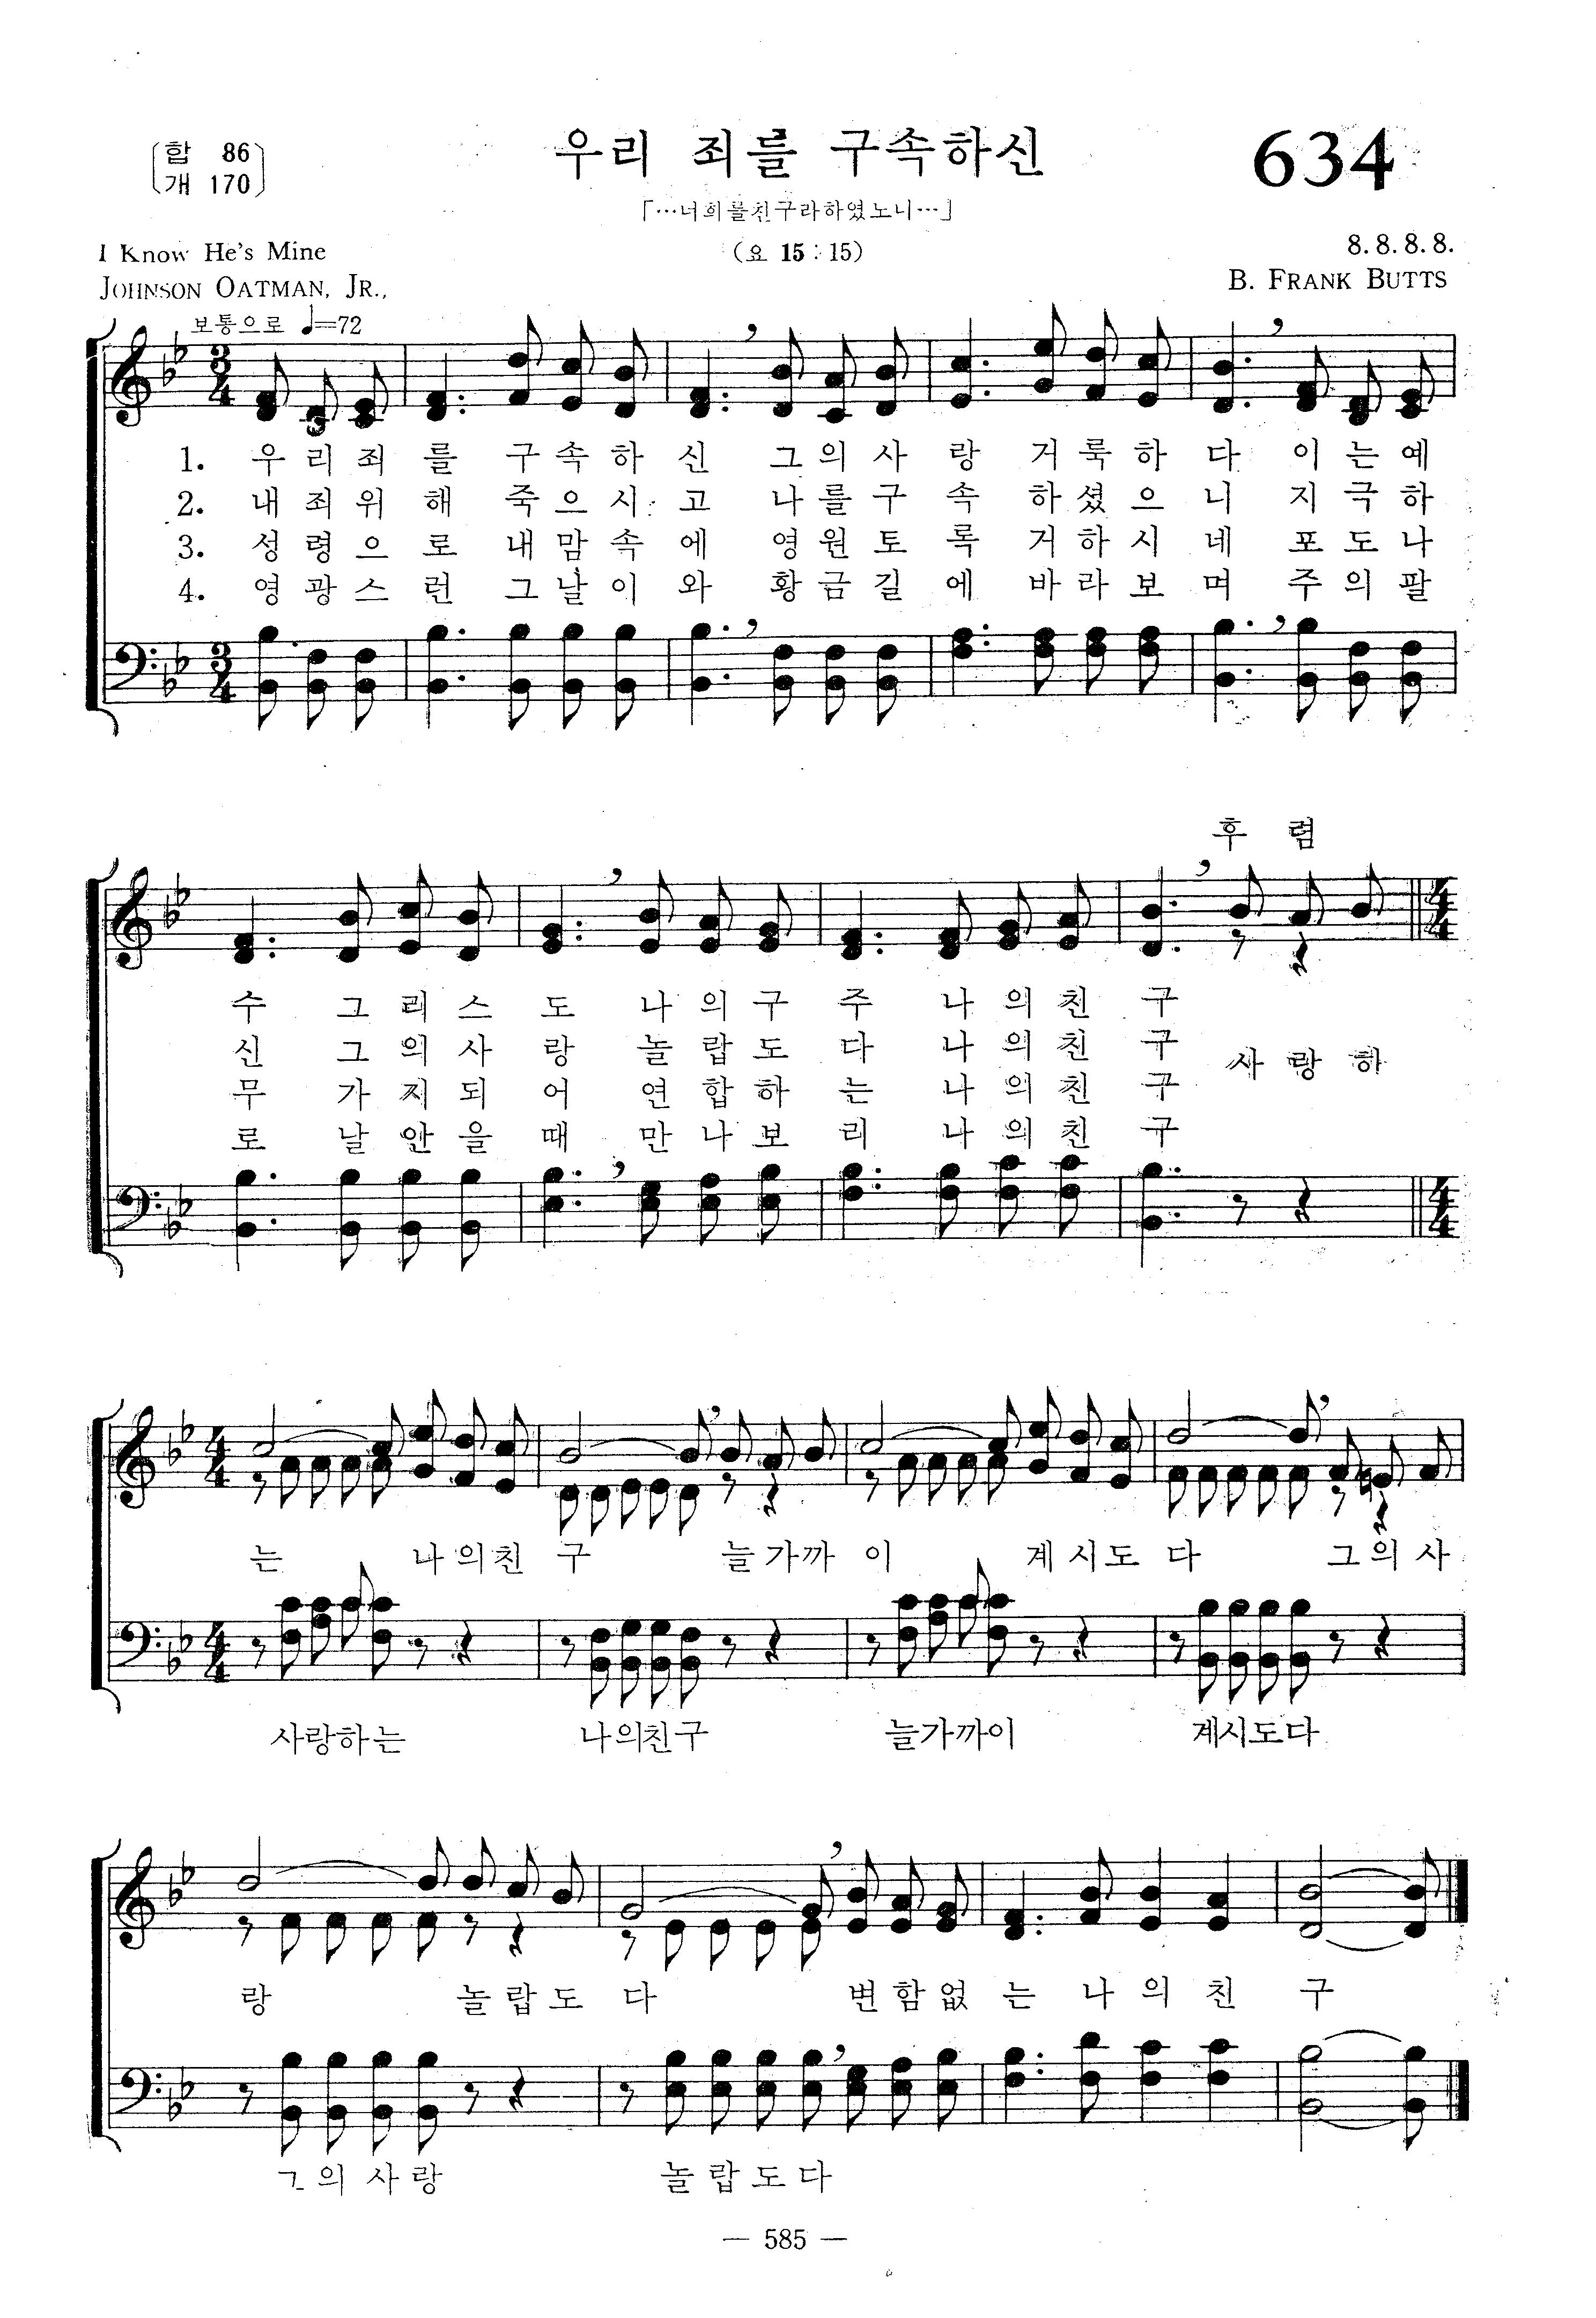 합 86
개 170
우리 죄를 구속하신
634
「…너희를친구라하였노니…」
(요 15 : 15)
I Know He's Mine
JOHNSON OATMAN, JR.,
8.8.8.8.
B. FRANK BUTTS
보통으로 ♩=72
1. 우리죄 를 구속하 신 그의사 랑 거룩하 다 이는예
2. 내죄위 해 죽으시 고 나를구 속 하셨으 니 지극하
3. 성령으 로 내맘속 에 영원토 록 거하시 네 포도나
4. 영광스 런 그날이 와 황금길 에 바라보 며 주의팔
후 렴
수 그리스 도 나의구 주 나의친 구
신 그의사 랑 놀랍도 다 나의친 구
사랑하
무 가지되 어 연합하 는 나의친 구
로 날안을 때 만나보 리 나의친 구
는 나의친 구 늘가까 이 계시도 다 그의사
사랑하는 나의친구 늘가까이 계시도다
랑 놀랍도 다 변함없 는 나의친 구
그의사랑 놀랍도다
— 585 —